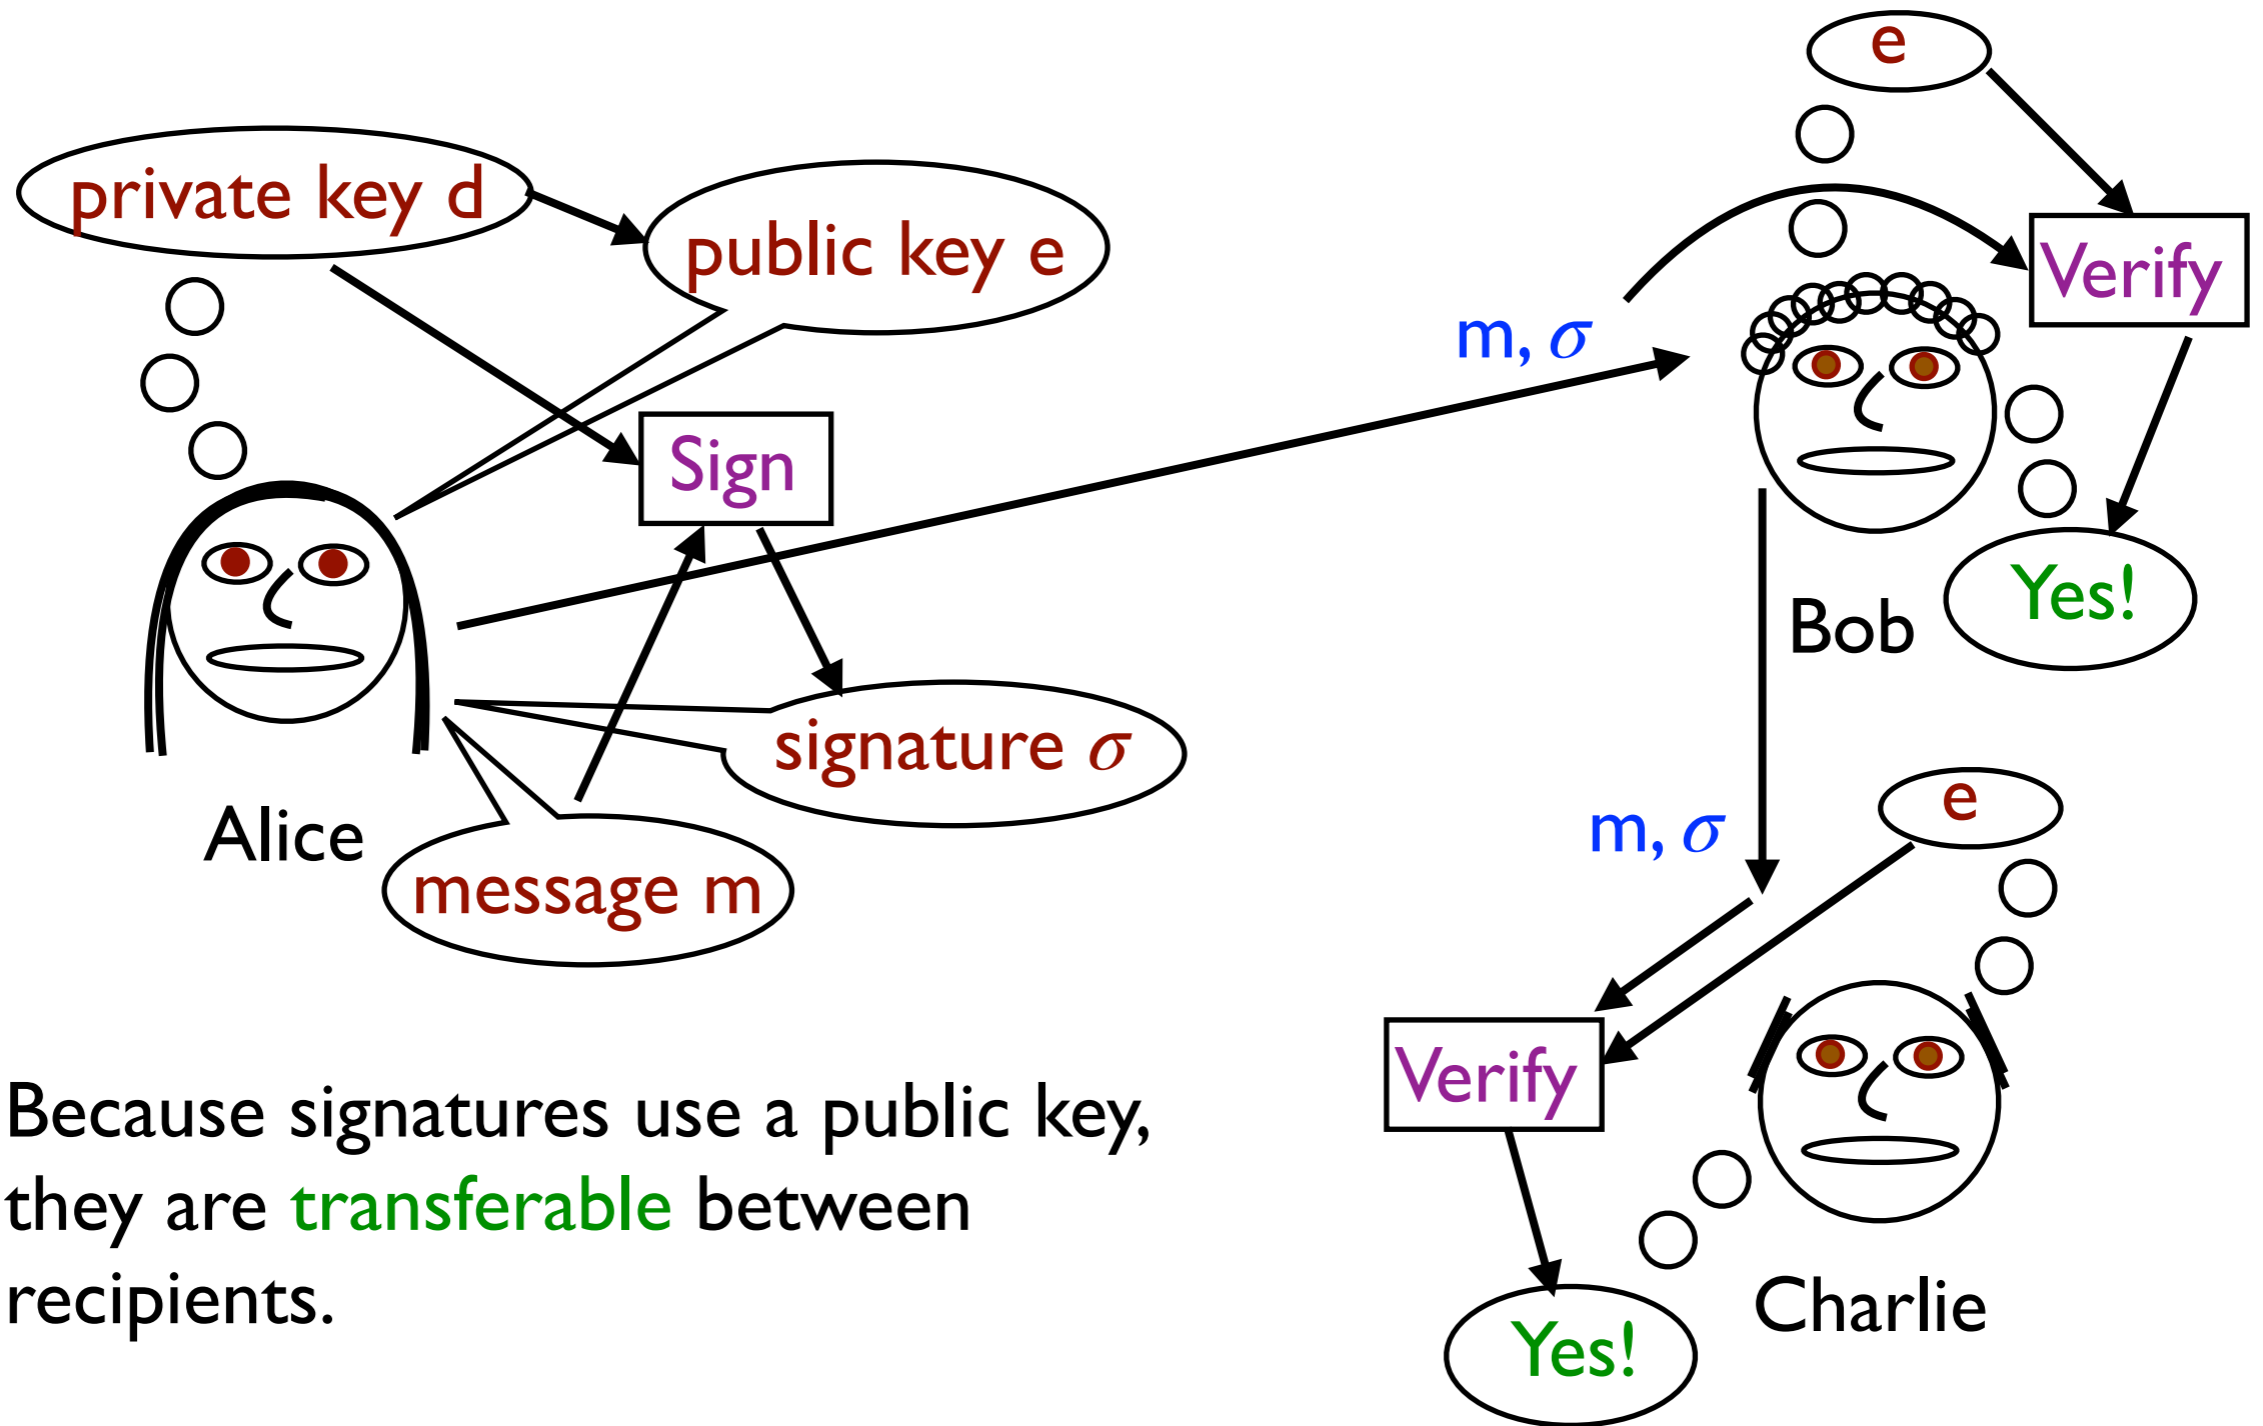 e
private key d
public key e
Verify
m, σ
Sign
Yes!
Bob
signature σ
Alice
message m
m, σ
e
Verify
Because signatures use a public key,
they are transferable between
recipients.
Charlie
Yes!